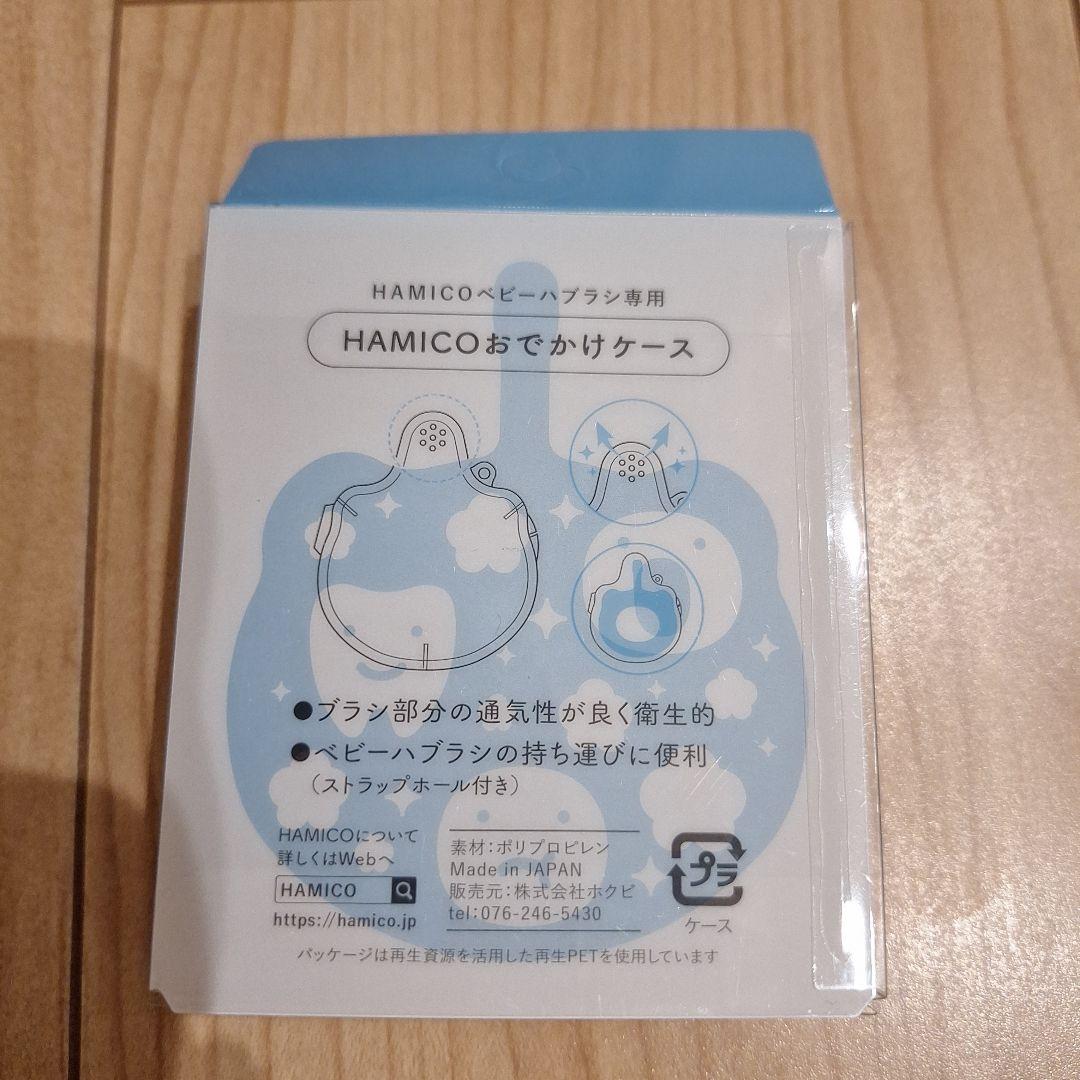 HAMICOベビーハブラシ専用
HAMICOおでかけケース
●ブラシ部分の通気性が良く衛生的
●ベビーハブラシの持ち運びに便利
（ストラップホール付き）
HAMICOについて
詳しくはWebへ
HAMICO
https://hamico.jp
素材：ポリプロピレン
Made in JAPAN
販売元：株式会社ホクビ
tel:076-246-5430
プラ
ケース
パッケージは再生資源を活用した再生PETを使用しています